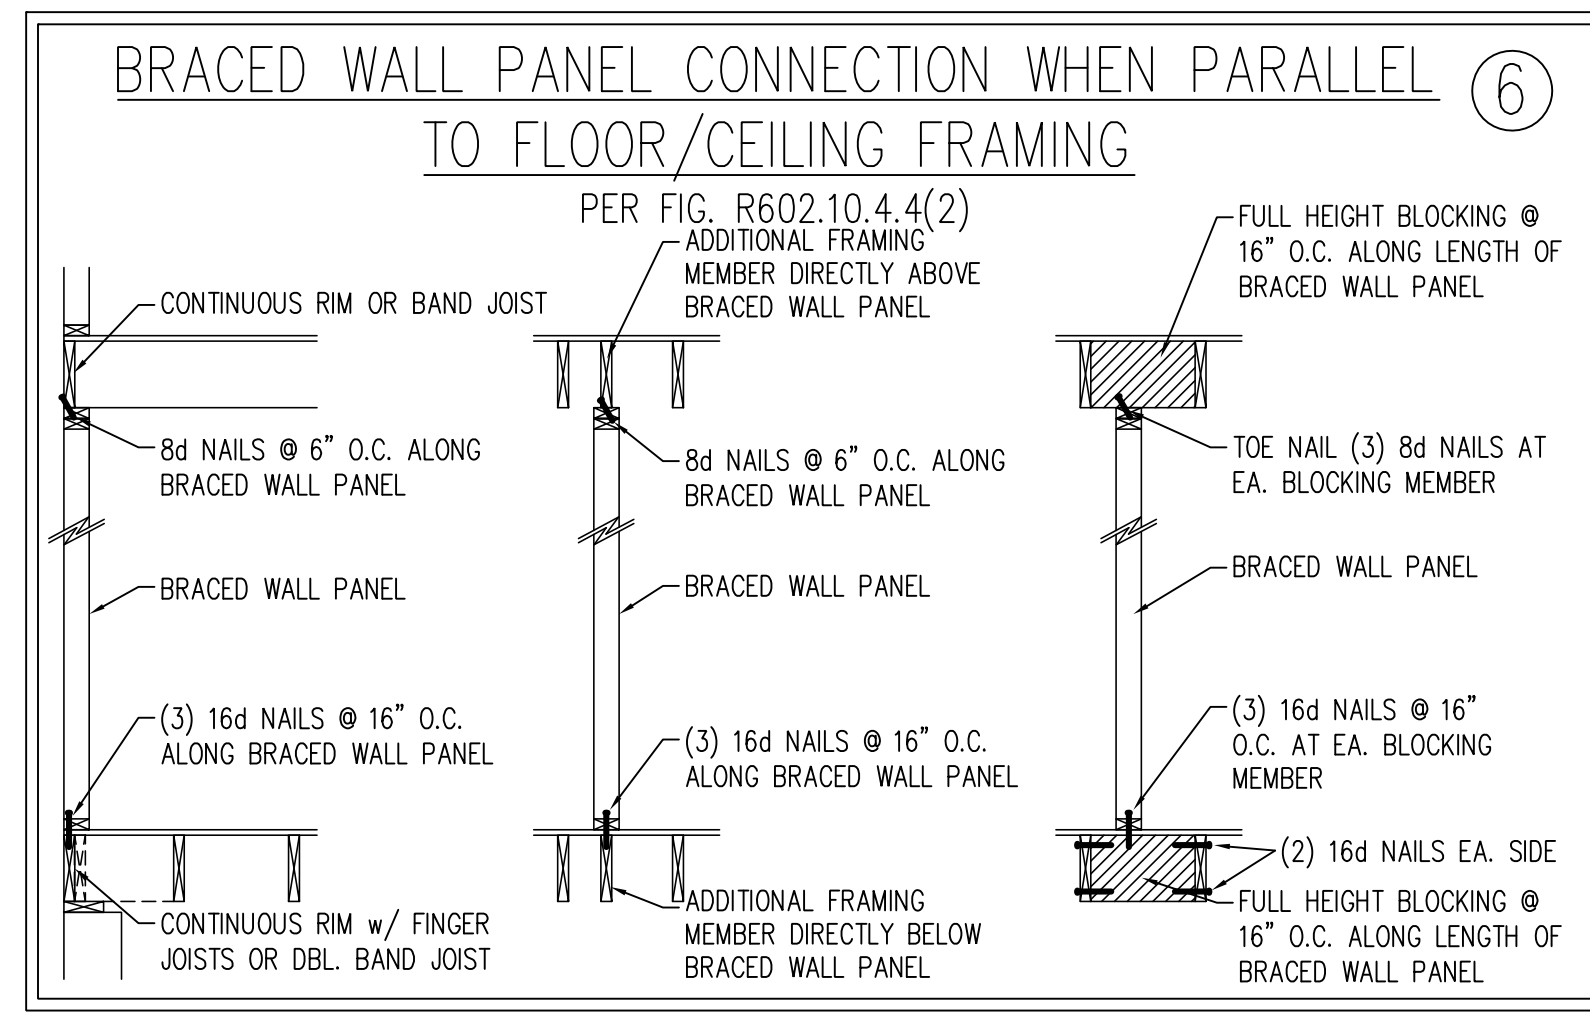 BRACED WALL PANEL CONNECTION WHEN PARALLEL
TO FLOOR/CEILING FRAMING
6
PER FIG. R602.10.4.4(2)
CONTINUOUS RIM OR BAND JOIST
8d NAILS @ 6" O.C. ALONG
BRACED WALL PANEL
BRACED WALL PANEL
(3) 16d NAILS @ 16" O.C.
ALONG BRACED WALL PANEL
CONTINUOUS RIM w/ FINGER
JOISTS OR DBL. BAND JOIST
ADDITIONAL FRAMING
MEMBER DIRECTLY ABOVE
BRACED WALL PANEL
8d NAILS @ 6" O.C. ALONG
BRACED WALL PANEL
BRACED WALL PANEL
(3) 16d NAILS @ 16" O.C.
ALONG BRACED WALL PANEL
ADDITIONAL FRAMING
MEMBER DIRECTLY BELOW
BRACED WALL PANEL
FULL HEIGHT BLOCKING @
16" O.C. ALONG LENGTH OF
BRACED WALL PANEL
TOE NAIL (3) 8d NAILS AT
EA. BLOCKING MEMBER
BRACED WALL PANEL
(3) 16d NAILS @ 16"
O.C. AT EA. BLOCKING
MEMBER
(2) 16d NAILS EA. SIDE
FULL HEIGHT BLOCKING @
16" O.C. ALONG LENGTH OF
BRACED WALL PANEL